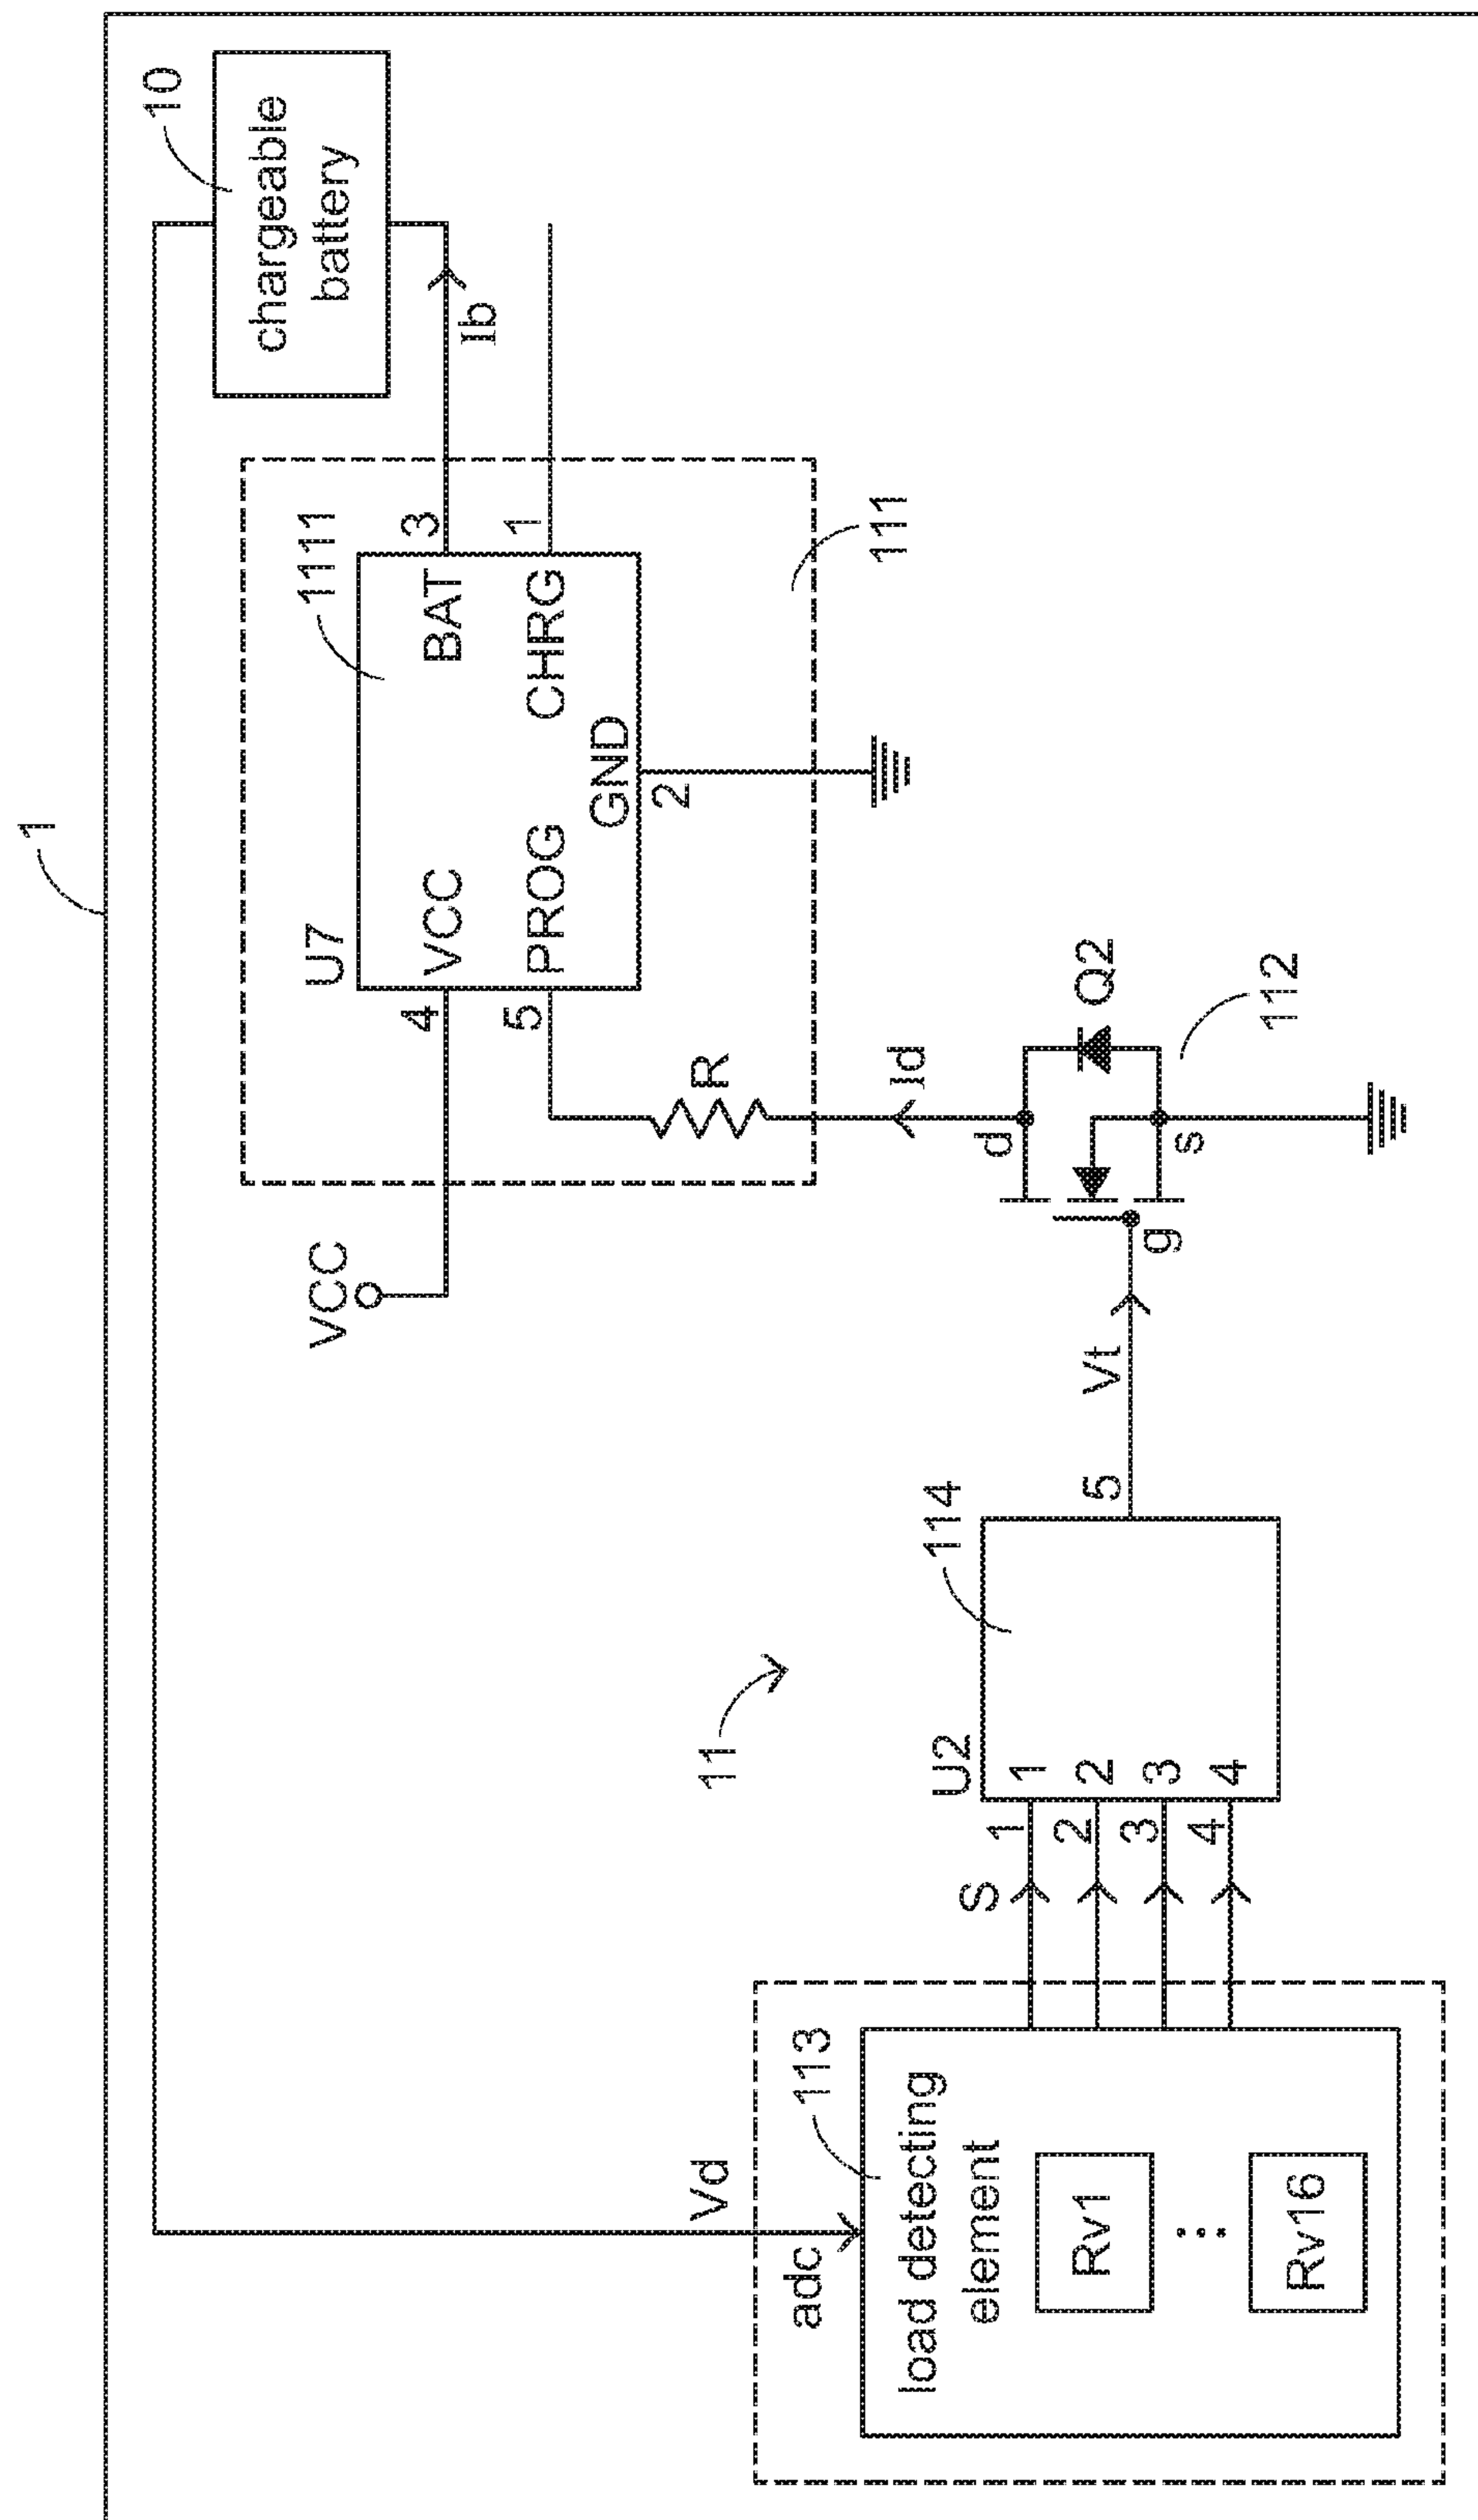 1
10
chargeable
battery
Ib
1111
U7
4
VCC
BAT
3
5
PROG
CHRG
1
GND
2
111
VCC
R
Id
d
Q2
g
s
112
Vt
11
114
U2
5
S
1
1
2
2
3
3
4
4
Vd
adc
113
load detecting
element
Rv1
Rv16